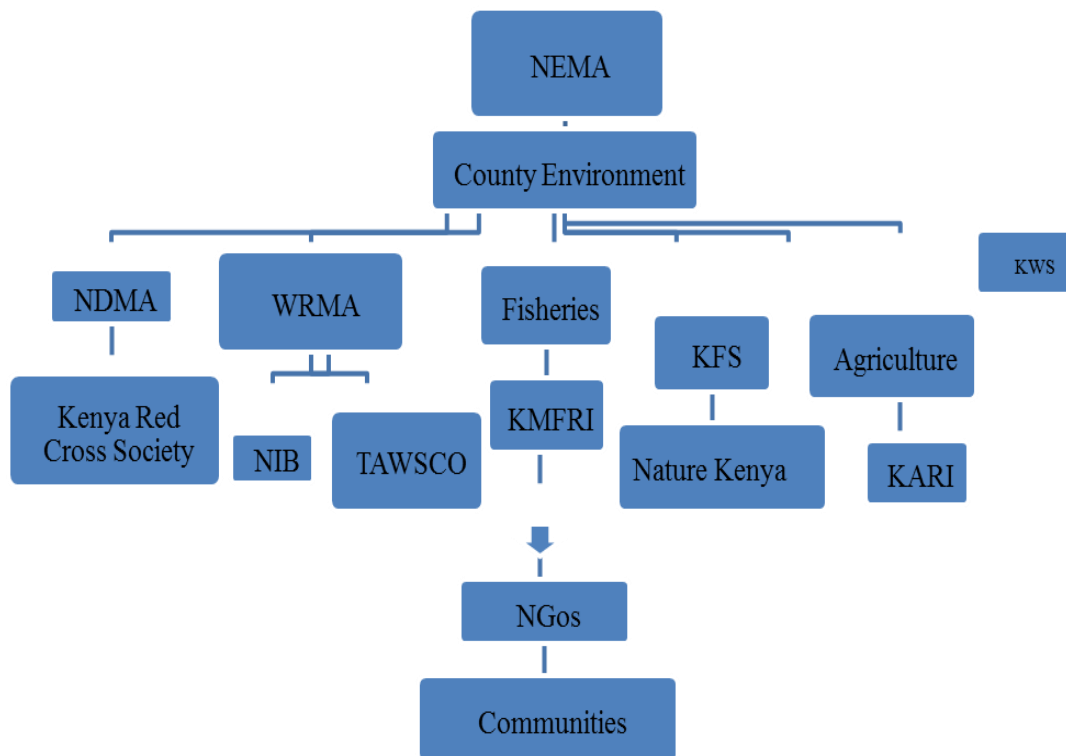 NEMA
County Environment
KWS
NDMA
WRMA
Fisheries
KFS
Agriculture
Kenya Red
Cross Society
NIB
TAWSCO
KMFRI
Nature Kenya
KARI
NGos
Communities